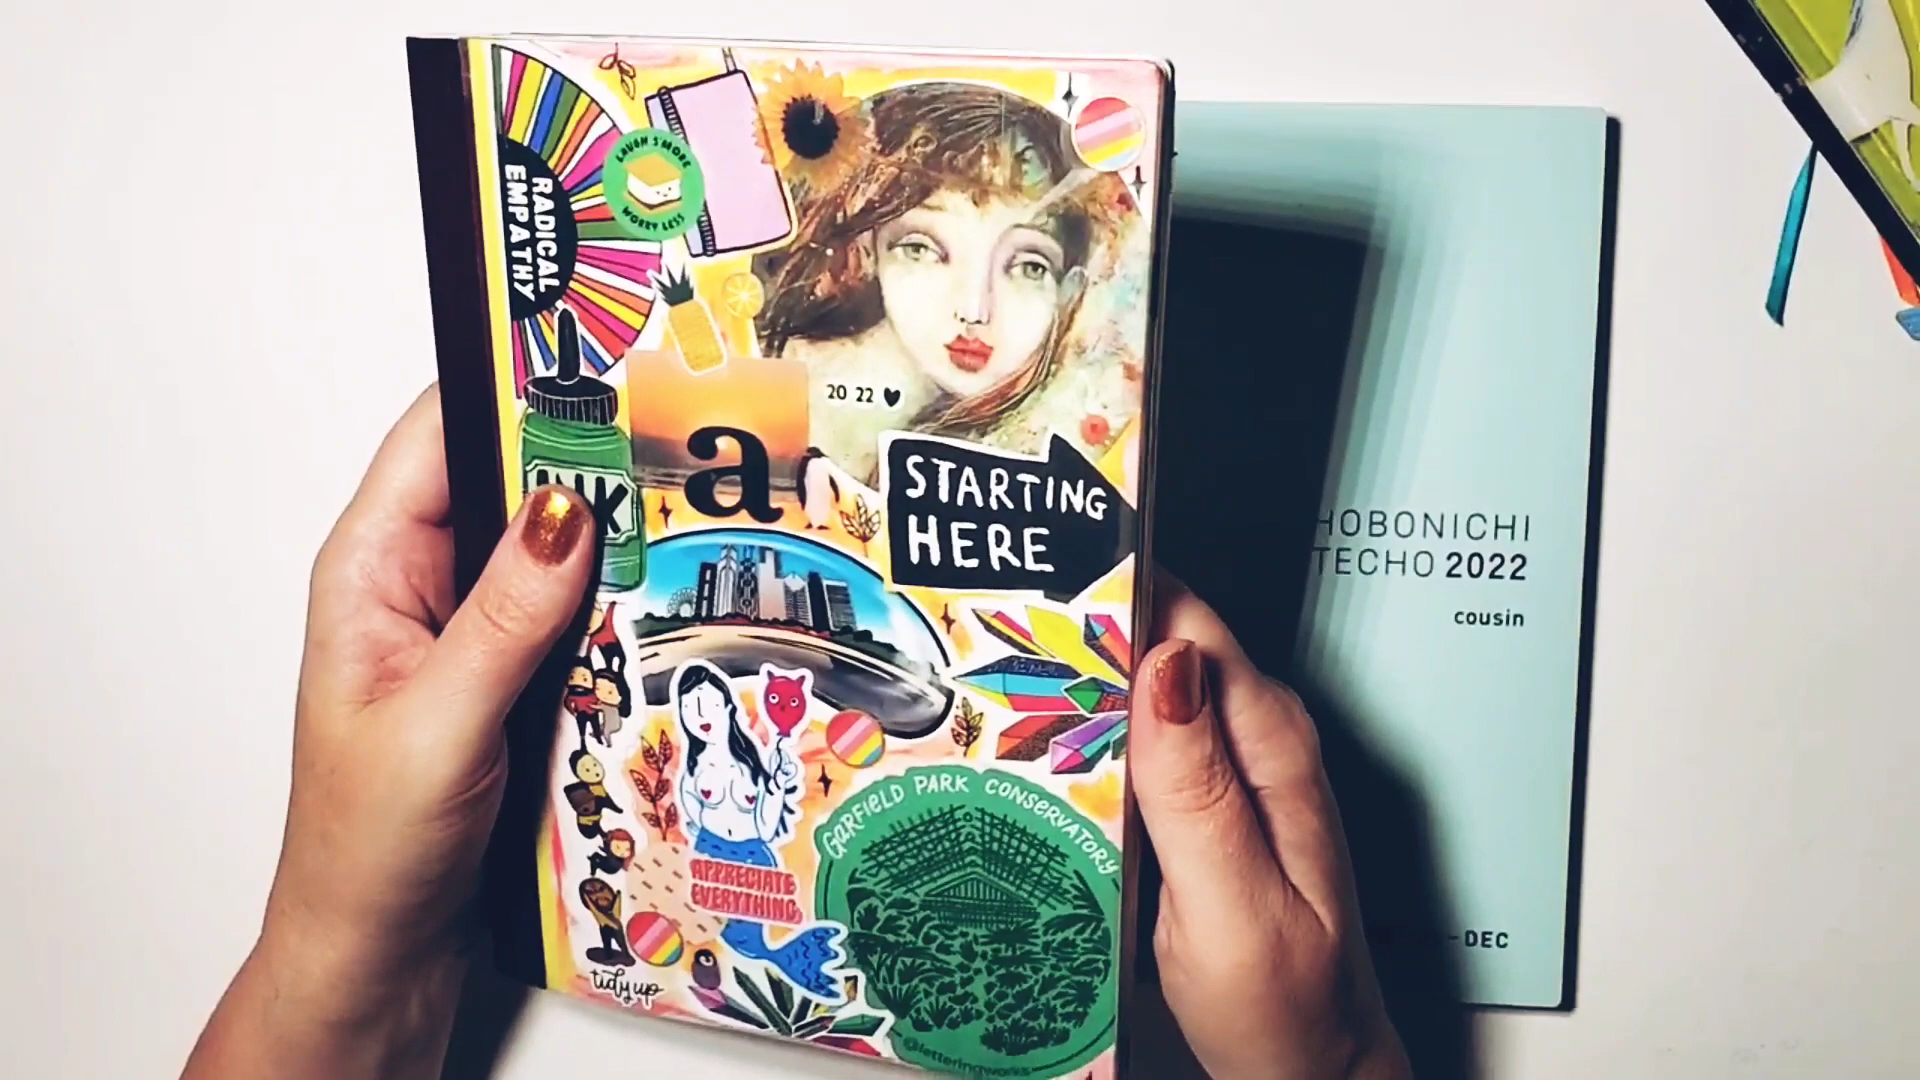 RADICAL
EMPATHY
LAUGH S'MORE
WORRY LESS
20 22
a
STARTING
HERE
INK
APPRECIATE
EVERYTHING
GARFIELD PARK CONSERVATORY
@letteringworks
tidy up
HOBONICHI
TECHO 2022
cousin
-DEC